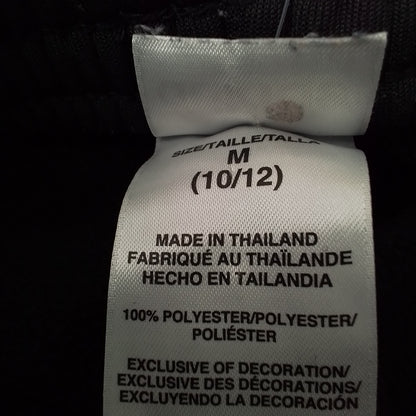 SIZE/TAILLE/TALLA
M
(10/12)
MADE IN THAILAND
FABRIQUÉ AU THAÏLANDE
HECHO EN TAILANDIA
100% POLYESTER/POLYESTER/
POLIÉSTER
EXCLUSIVE OF DECORATION/
EXCLUSIVE DES DÉCORATIONS/
EXCLUYENDO LA DECORACIÓN